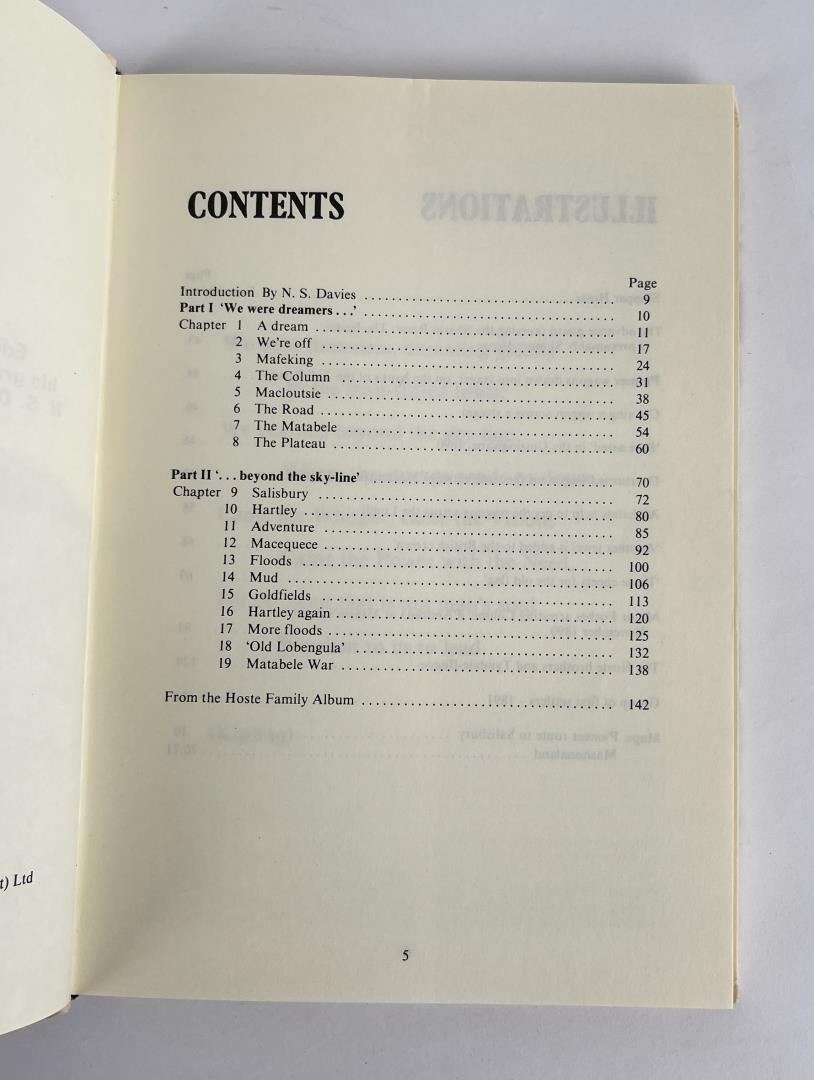 CONTENTS
Page
Introduction By N. S. Davies 9
Part I 'We were dreamers . . .' 10
Chapter 1 A dream 11
2 We're off 17
3 Mafeking 24
4 The Column 31
5 Macloutsie 38
6 The Road 45
7 The Matabele 54
8 The Plateau 60
Part II '. . . beyond the sky-line' 70
Chapter 9 Salisbury 72
10 Hartley 80
11 Adventure 85
12 Macequece 92
13 Floods 100
14 Mud 106
15 Goldfields 113
16 Hartley again 120
17 More floods 125
18 'Old Lobengula' 132
19 Matabele War 138
From the Hoste Family Album 142
5
t) Ltd